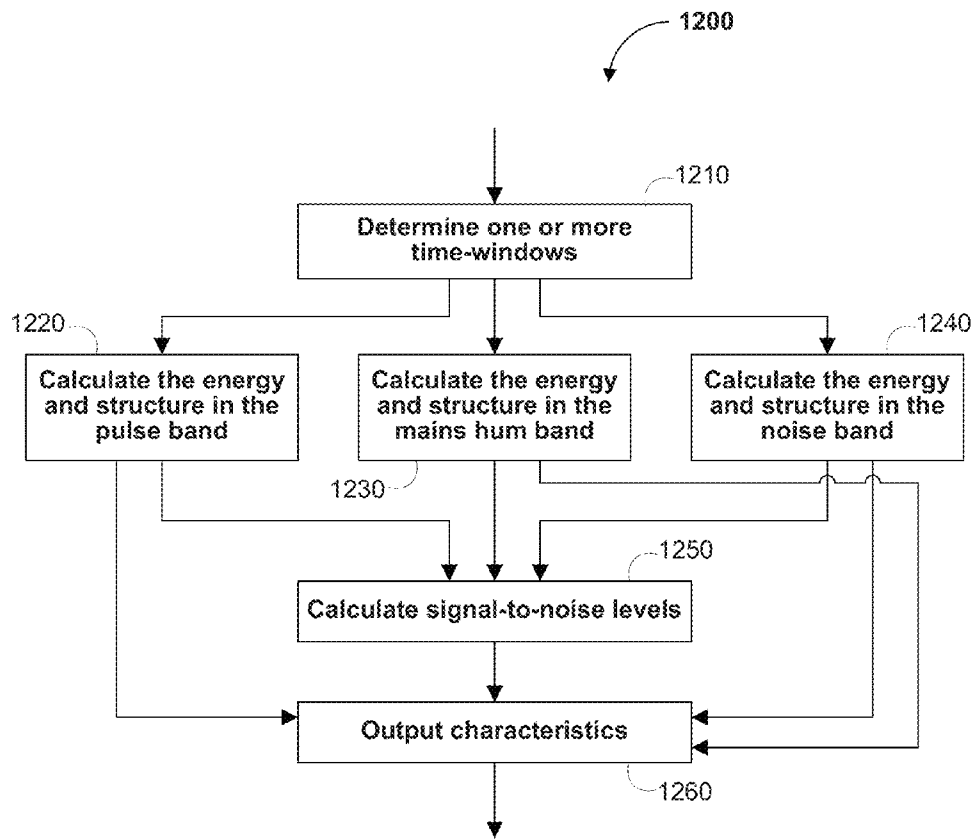 1200
1210
Determine one or more
time-windows
1220
1240
Calculate the energy
and structure in the
pulse band
Calculate the energy
and structure in the
mains hum band
Calculate the energy
and structure in the
noise band
1230
1250
Calculate signal-to-noise levels
Output characteristics
1260